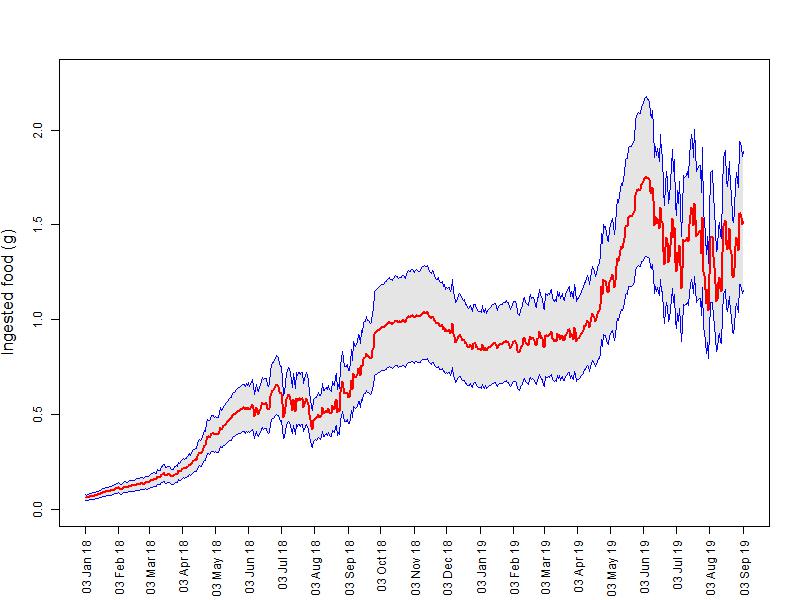 Ingested food (g)
2.0
1.5
1.0
0.5
0.0
03 Jan 18
03 Feb 18
03 Mar 18
03 Apr 18
03 May 18
03 Jun 18
03 Jul 18
03 Aug 18
03 Sep 18
03 Oct 18
03 Nov 18
03 Dec 18
03 Jan 19
03 Feb 19
03 Mar 19
03 Apr 19
03 May 19
03 Jun 19
03 Jul 19
03 Aug 19
03 Sep 19